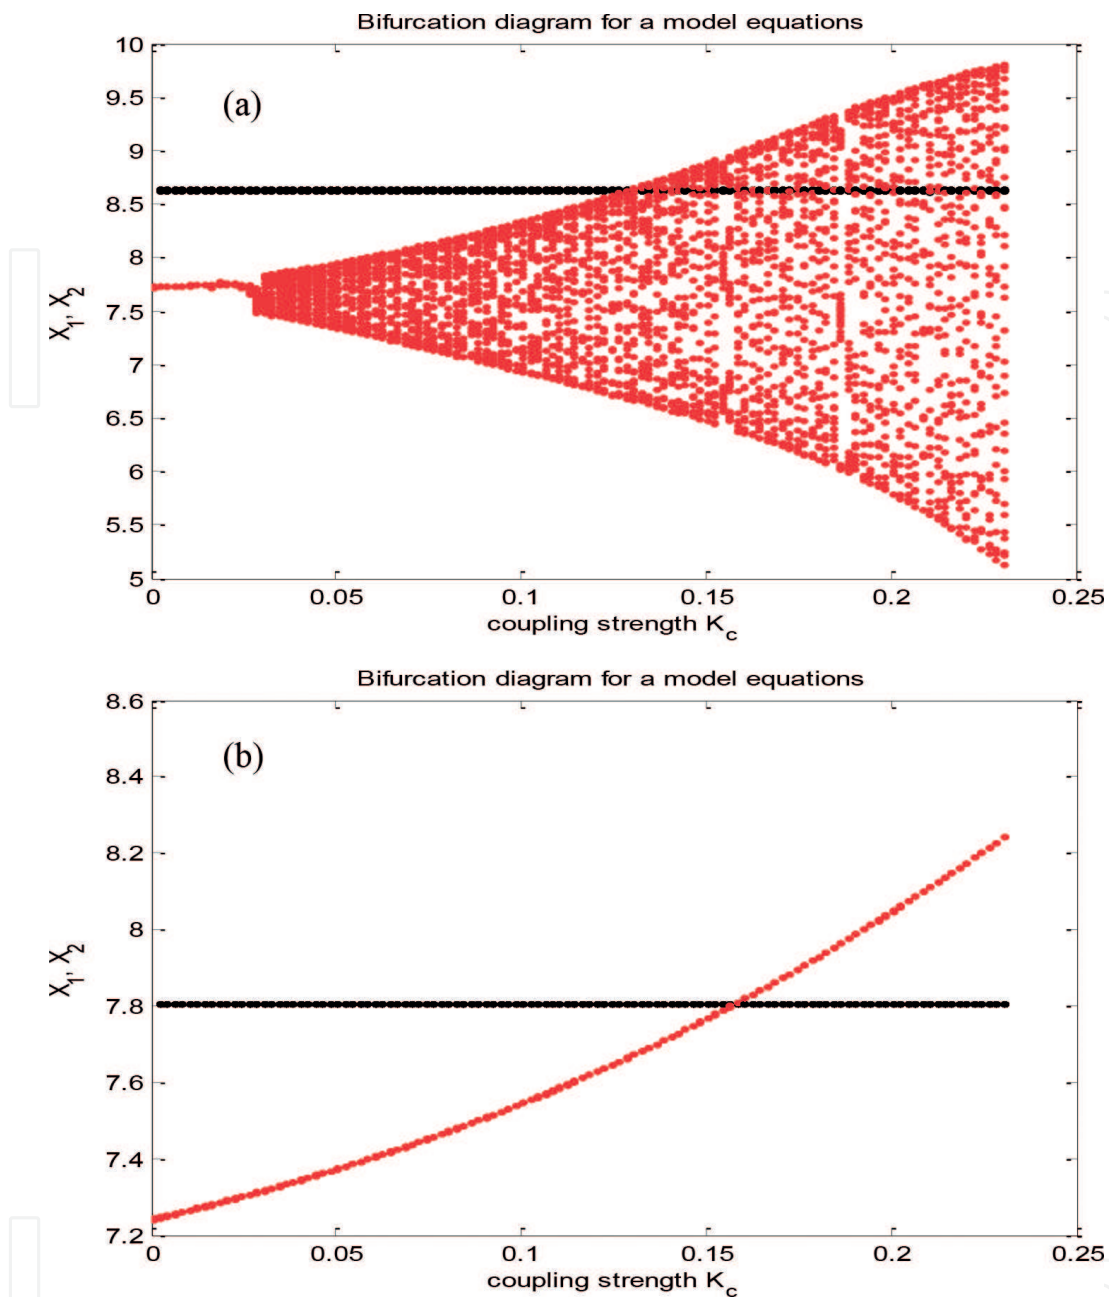 Bifurcation diagram for a model equations
(a)
10
9.5
9
8.5
8
7.5
7
6.5
6
5.5
5
X1, X2
0 0.05 0.1 0.15 0.2 0.25
coupling strength Kc
Bifurcation diagram for a model equations
(b)
8.6
8.4
8.2
8
7.8
7.6
7.4
7.2
X1, X2
0 0.05 0.1 0.15 0.2 0.25
coupling strength Kc